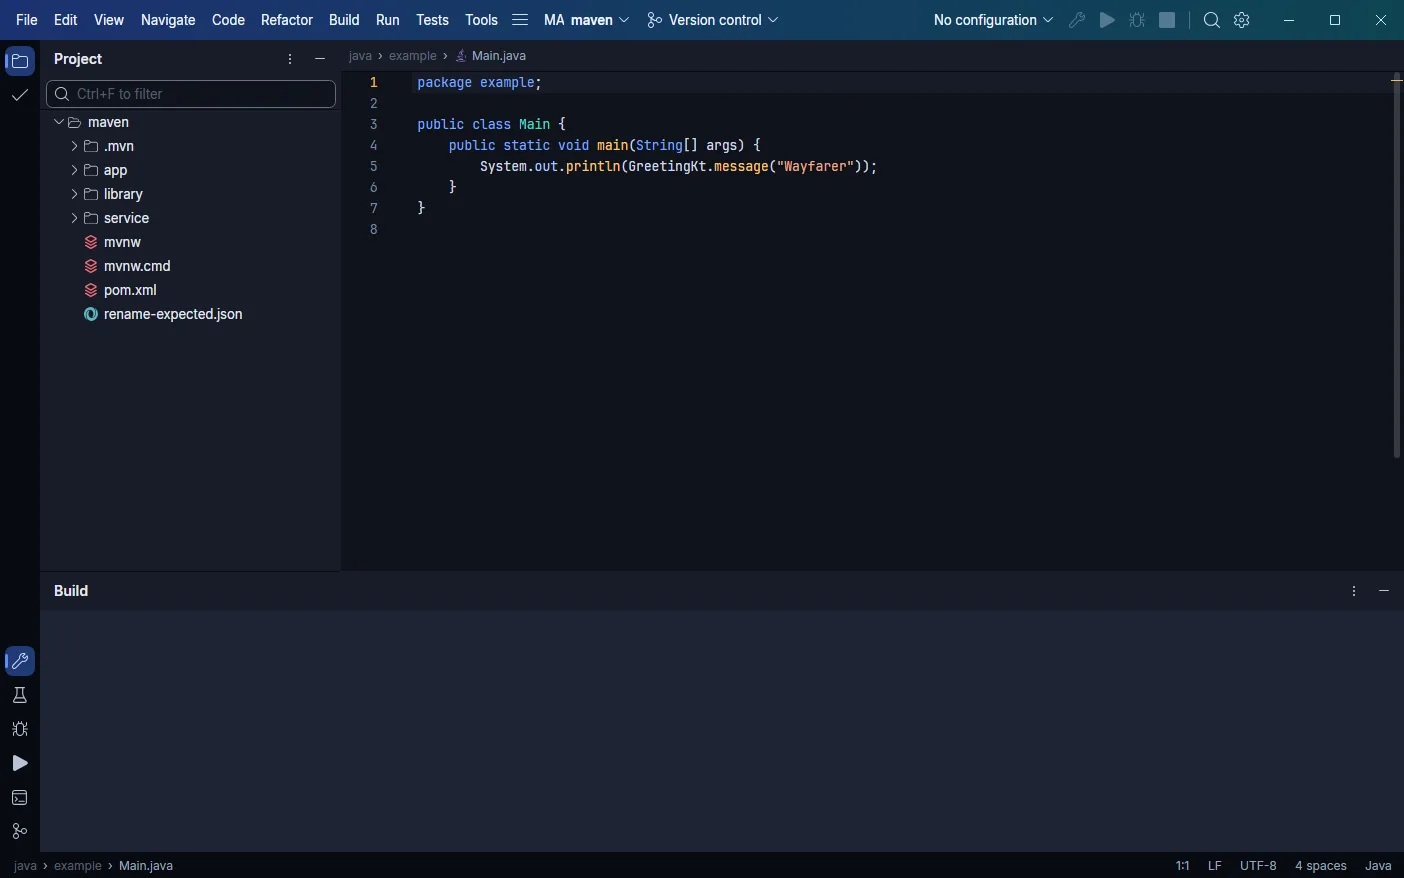 File Edit View Navigate Code Refactor Build Run Tests Tools MA maven Version control No configuration
Project
Ctrl+F to filter
maven
.mvn
app
library
service
mvnw
mvnw.cmd
pom.xml
rename-expected.json
java › example › Main.java
1 package example;
2
3 public class Main {
4 public static void main(String[] args) {
5 System.out.println(GreetingKt.message("Wayfarer"));
6 }
7 }
8
Build
java › example › Main.java 1:1 LF UTF-8 4 spaces Java